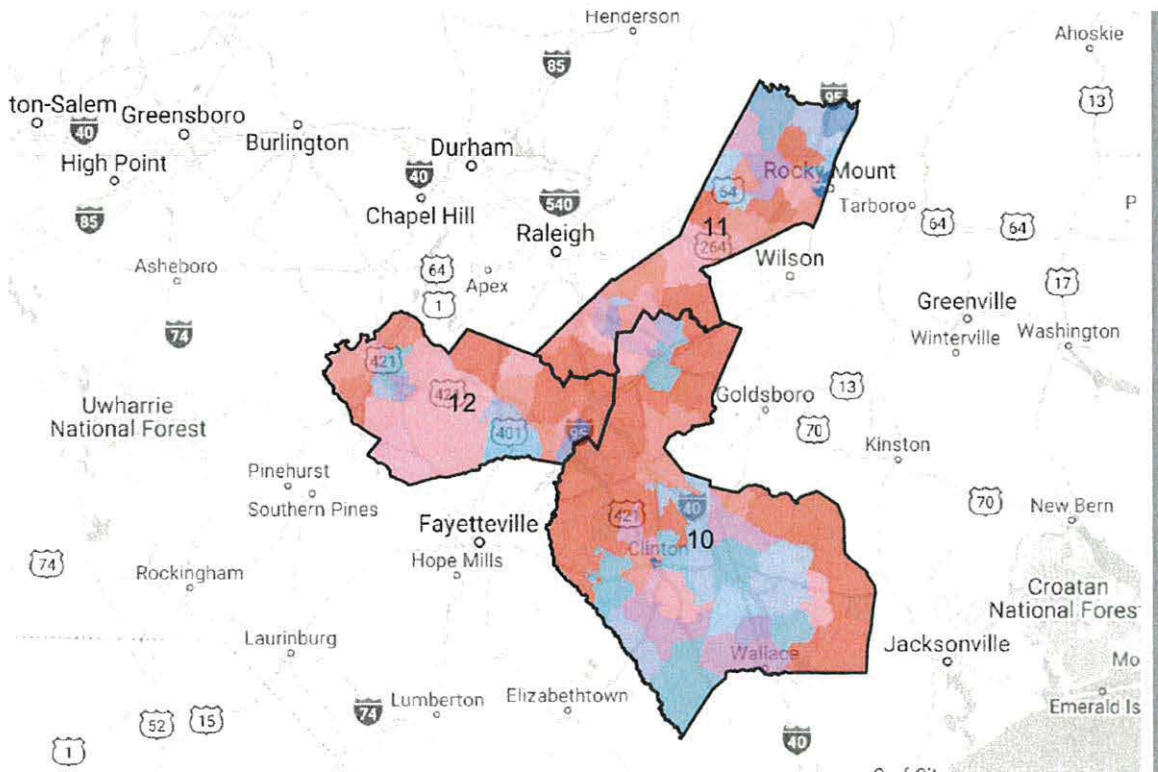 Henderson
Ahoskie
85
95
13
ton-Salem
Greensboro
40
Burlington
High Point
Durham
Rocky Mount
40
64
Tarboro
85
Chapel Hill
540
P
11
64
64
Raleigh
264
Wilson
Asheboro
64
Apex
17
1
Greenville
74
Winterville
Washington
421
Goldsboro
13
421
12
Uwharrie
National Forest
401
95
70
Kinston
Pinehurst
Southern Pines
421
40
70
New Bern
Fayetteville
10
Clinton
Hope Mills
74
Rockingham
Croatan
National Fores
Laurinburg
Wallace
Jacksonville
Mo
Lumberton
Elizabethtown
74
Emerald Is
52
15
1
40